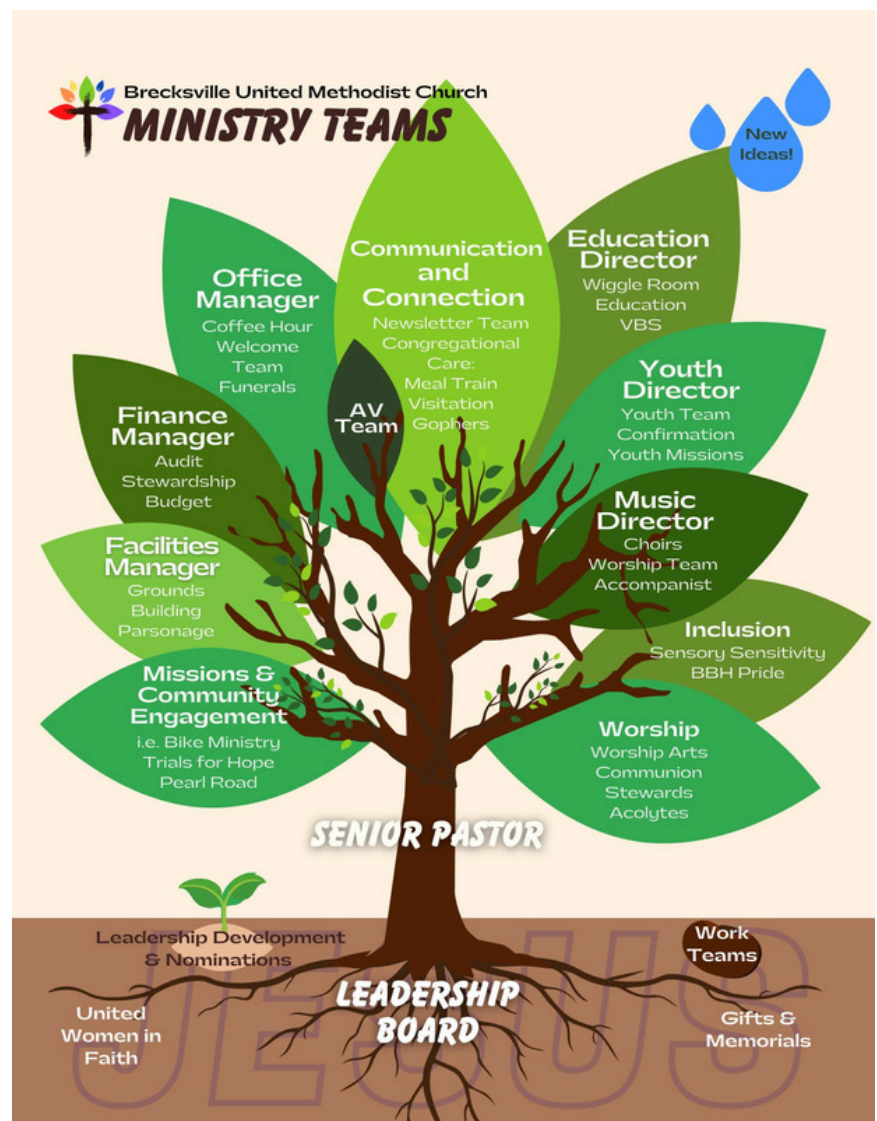 Brecksville United Methodist Church
MINISTRY TEAMS
New
Ideas!
Communication
and
Connection
Newsletter Team
Congregational
Care:
Meal Train
Visitation
Gophers
Education
Director
Wiggle Room
Education
VBS
Office
Manager
Coffee Hour
Welcome
Team
Funerals
AV
Team
Youth
Director
Youth Team
Confirmation
Youth Missions
Finance
Manager
Audit
Stewardship
Budget
Music
Director
Choirs
Worship Team
Accompanist
Facilities
Manager
Grounds
Building
Parsonage
Inclusion
Sensory Sensitivity
BBH Pride
Missions &
Community
Engagement
i.e. Bike Ministry
Trials for Hope
Pearl Road
Worship
Worship Arts
Communion
Stewards
Acolytes
SENIOR PASTOR
Leadership Development
& Nominations
Work
Teams
JESUS
LEADERSHIP
BOARD
United
Women in
Faith
Gifts &
Memorials